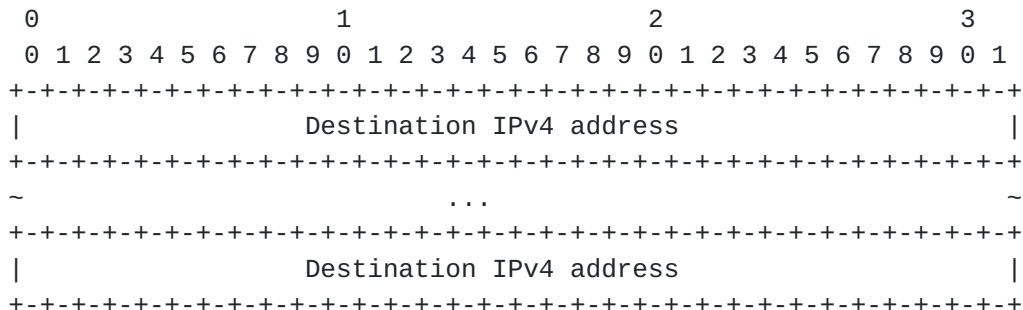 0                   1                   2                   3
 0 1 2 3 4 5 6 7 8 9 0 1 2 3 4 5 6 7 8 9 0 1 2 3 4 5 6 7 8 9 0 1
+-+-+-+-+-+-+-+-+-+-+-+-+-+-+-+-+-+-+-+-+-+-+-+-+-+-+-+-+-+-+-+-+
|                  Destination IPv4 address                     |
+-+-+-+-+-+-+-+-+-+-+-+-+-+-+-+-+-+-+-+-+-+-+-+-+-+-+-+-+-+-+-+-+
~                           ...                                 ~
+-+-+-+-+-+-+-+-+-+-+-+-+-+-+-+-+-+-+-+-+-+-+-+-+-+-+-+-+-+-+-+-+
|                  Destination IPv4 address                     |
+-+-+-+-+-+-+-+-+-+-+-+-+-+-+-+-+-+-+-+-+-+-+-+-+-+-+-+-+-+-+-+-+